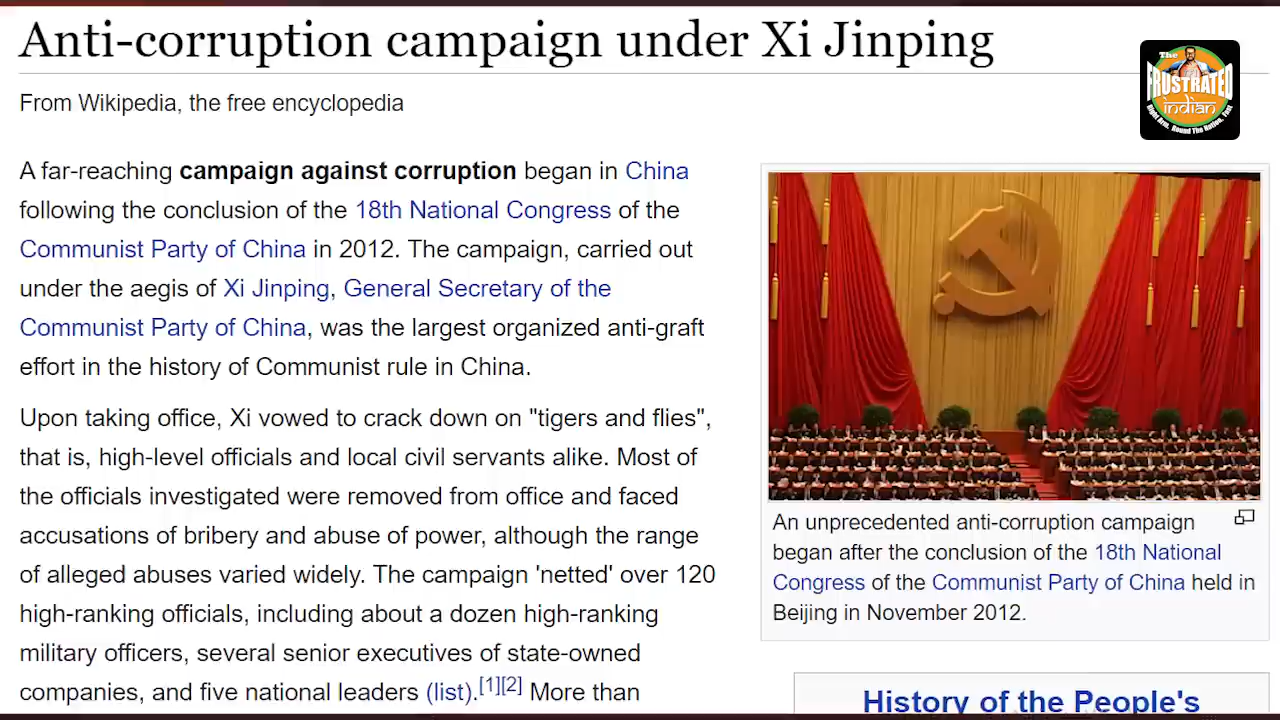 Anti-corruption campaign under Xi Jinping
From Wikipedia, the free encyclopedia
A far-reaching campaign against corruption began in China
following the conclusion of the 18th National Congress of the
Communist Party of China in 2012. The campaign, carried out
under the aegis of Xi Jinping, General Secretary of the
Communist Party of China, was the largest organized anti-graft
effort in the history of Communist rule in China.
Upon taking office, Xi vowed to crack down on "tigers and flies",
that is, high-level officials and local civil servants alike. Most of
the officials investigated were removed from office and faced
accusations of bribery and abuse of power, although the range
of alleged abuses varied widely. The campaign 'netted' over 120
high-ranking officials, including about a dozen high-ranking
military officers, several senior executives of state-owned
companies, and five national leaders (list).[1][2] More than
The
FRUSTRATED
indian
Right Arm, Round The Nation, Fast
An unprecedented anti-corruption campaign
began after the conclusion of the 18th National
Congress of the Communist Party of China held in
Beijing in November 2012.
History of the People's